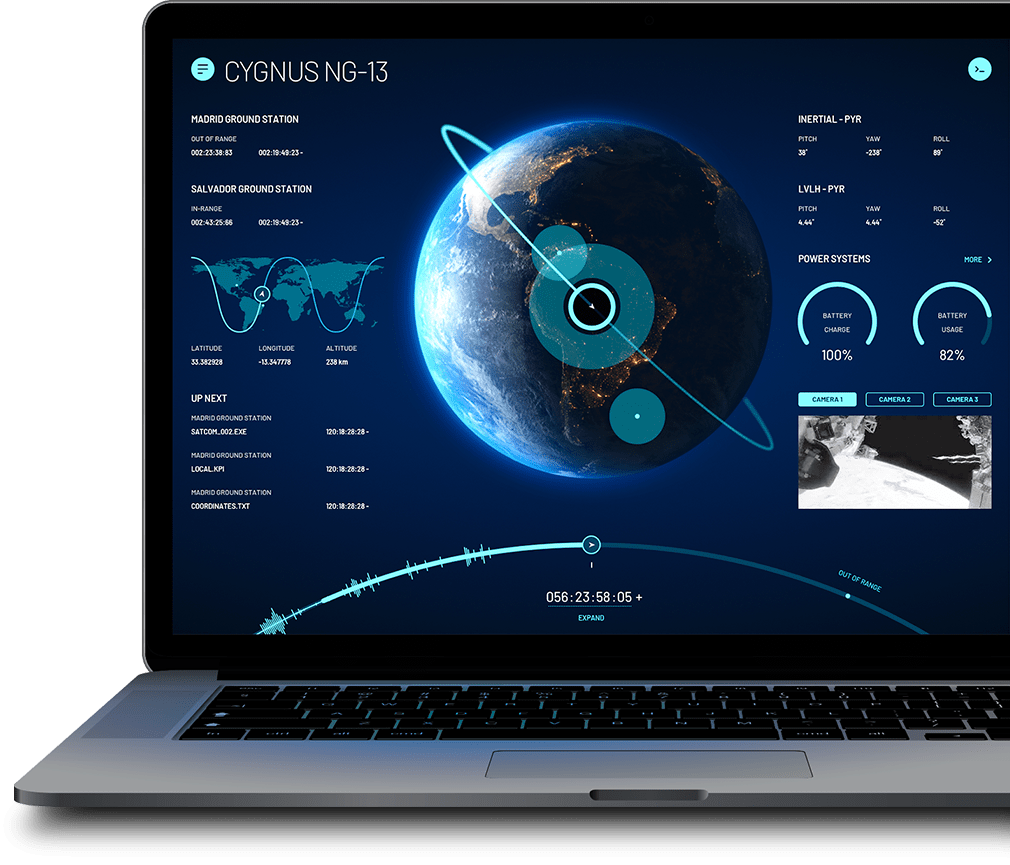 CYGNUS NG-13
MADRID GROUND STATION
OUT OF RANGE
002:23:38:83 002:19:49:23 -
SALVADOR GROUND STATION
IN-RANGE
002:43:25:66 002:19:49:23 -
LATITUDE LONGITUDE ALTITUDE
33.382928 -13.347778 238 km
UP NEXT
MADRID GROUND STATION
SATCOM_002.EXE 120:18:28:28 -
MADRID GROUND STATION
LOCAL.KPI 120:18:28:28 -
MADRID GROUND STATION
COORDINATES.TXT 120:18:28:28 -
INERTIAL - PYR
PITCH YAW ROLL
38° -238° 89°
LVLH - PYR
PITCH YAW ROLL
4.44° 4.44° -52°
POWER SYSTEMS MORE >
BATTERY CHARGE
100%
BATTERY USAGE
82%
CAMERA 1 CAMERA 2 CAMERA 3
OUT OF RANGE
056:23:58:05 +
EXPAND